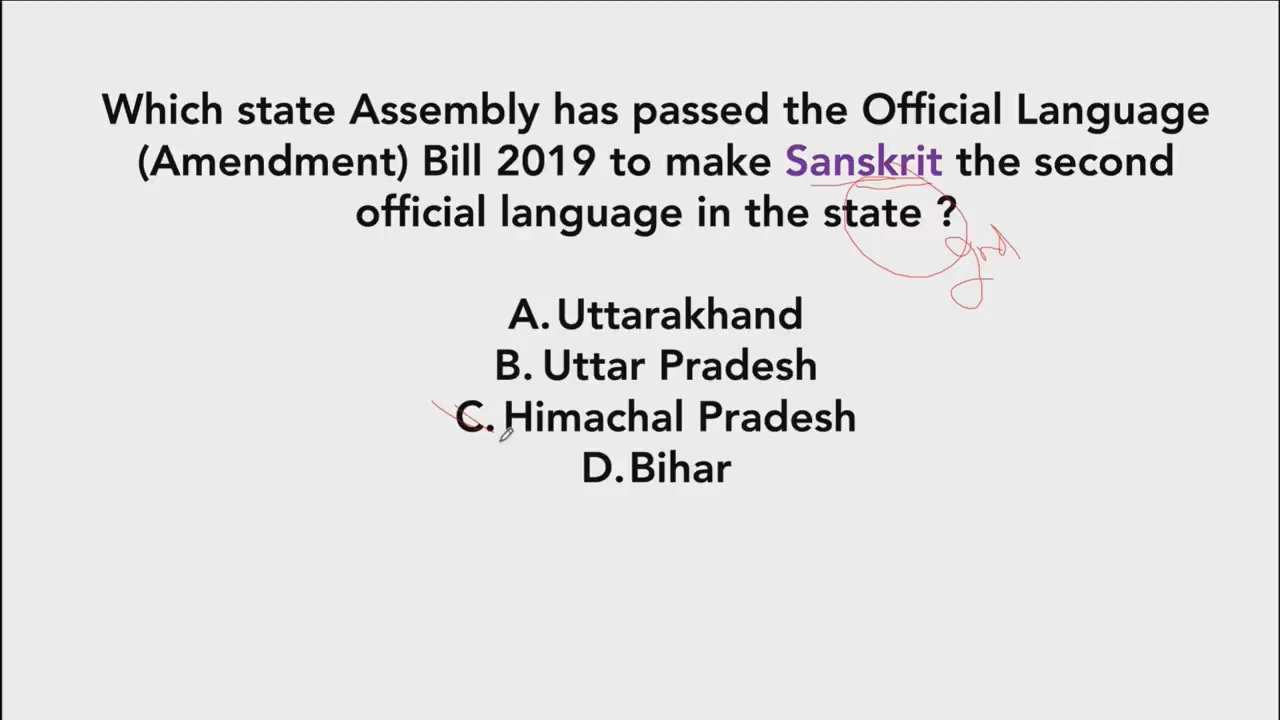 Which state Assembly has passed the Official Language
(Amendment) Bill 2019 to make Sanskrit the second
official language in the state ?
A. Uttarakhand
B. Uttar Pradesh
C. Himachal Pradesh
D. Bihar